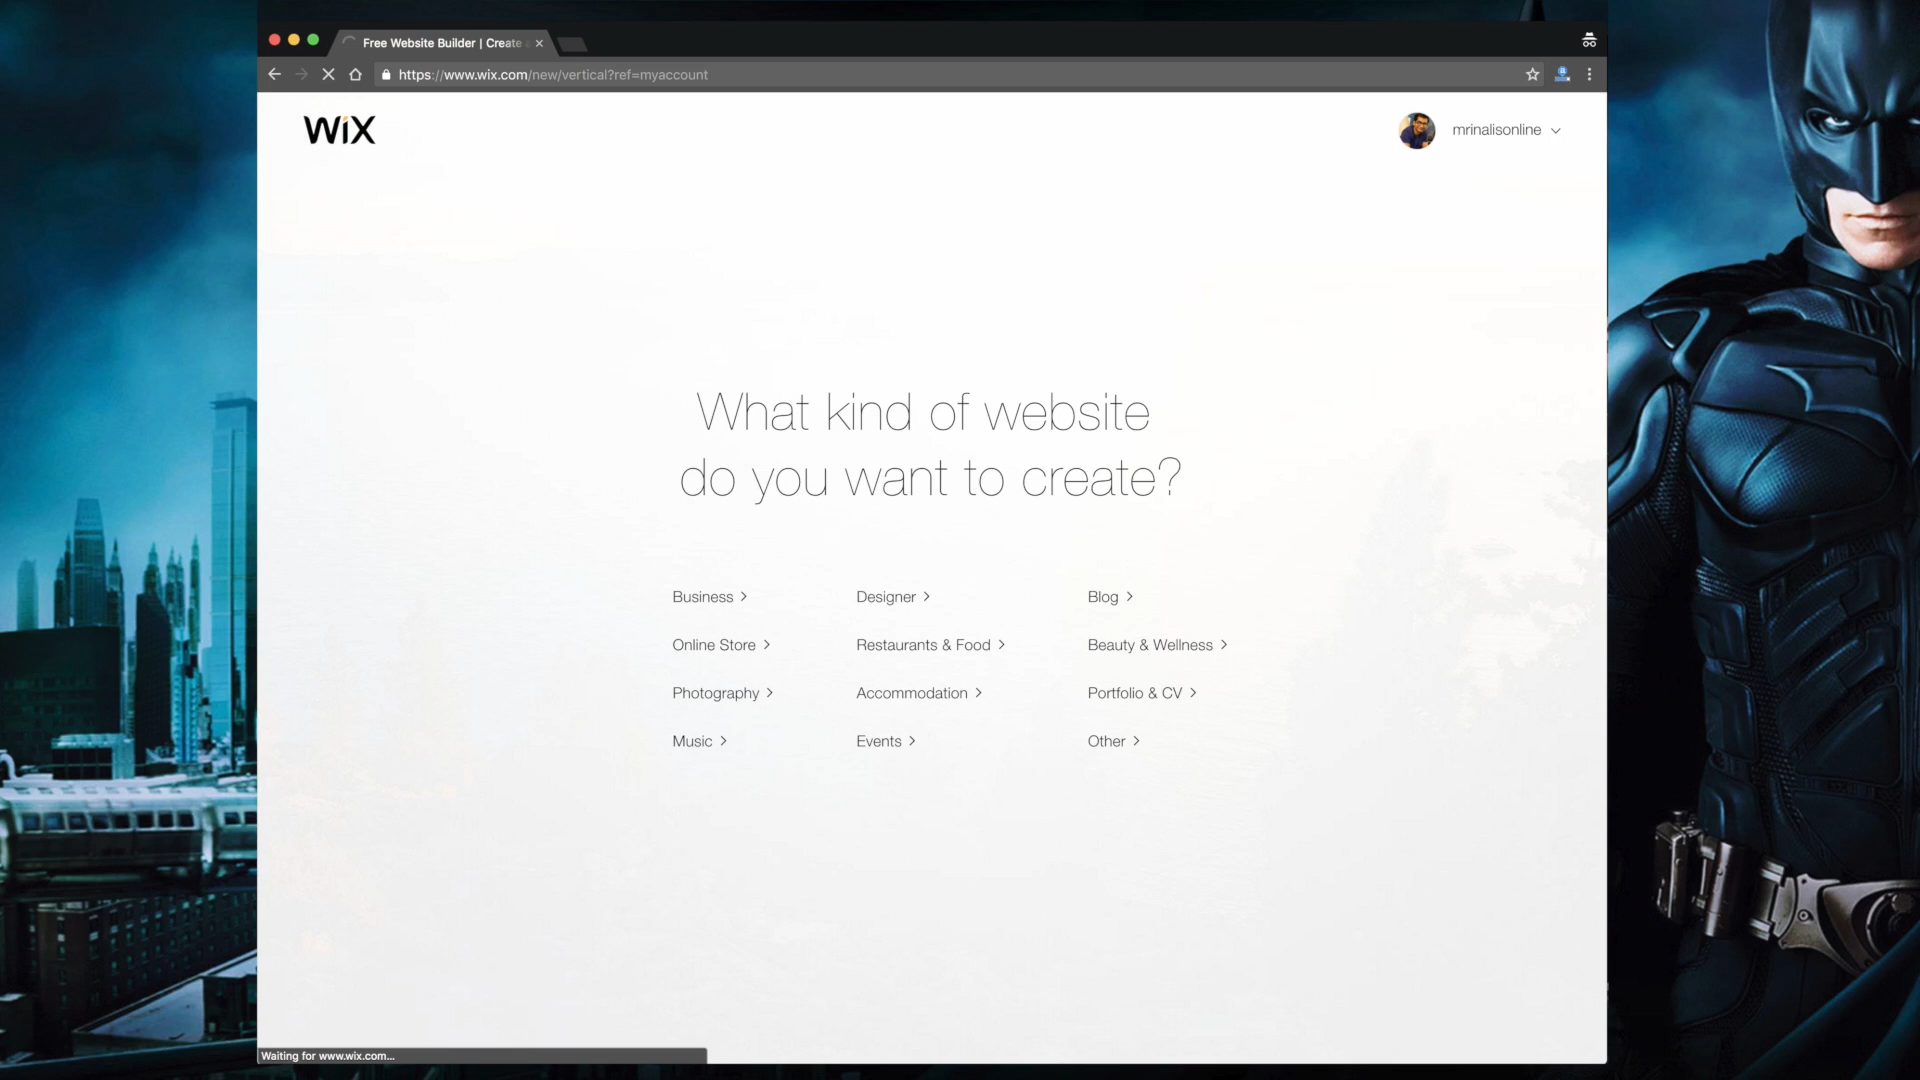 Free Website Builder | Create a
https://www.wix.com/new/vertical?ref=myaccount
WiX
mrinalisonline
What kind of website
do you want to create?
Business
Designer
Blog
Online Store
Restaurants & Food
Beauty & Wellness
Photography
Accommodation
Portfolio & CV
Music
Events
Other
Waiting for www.wix.com...